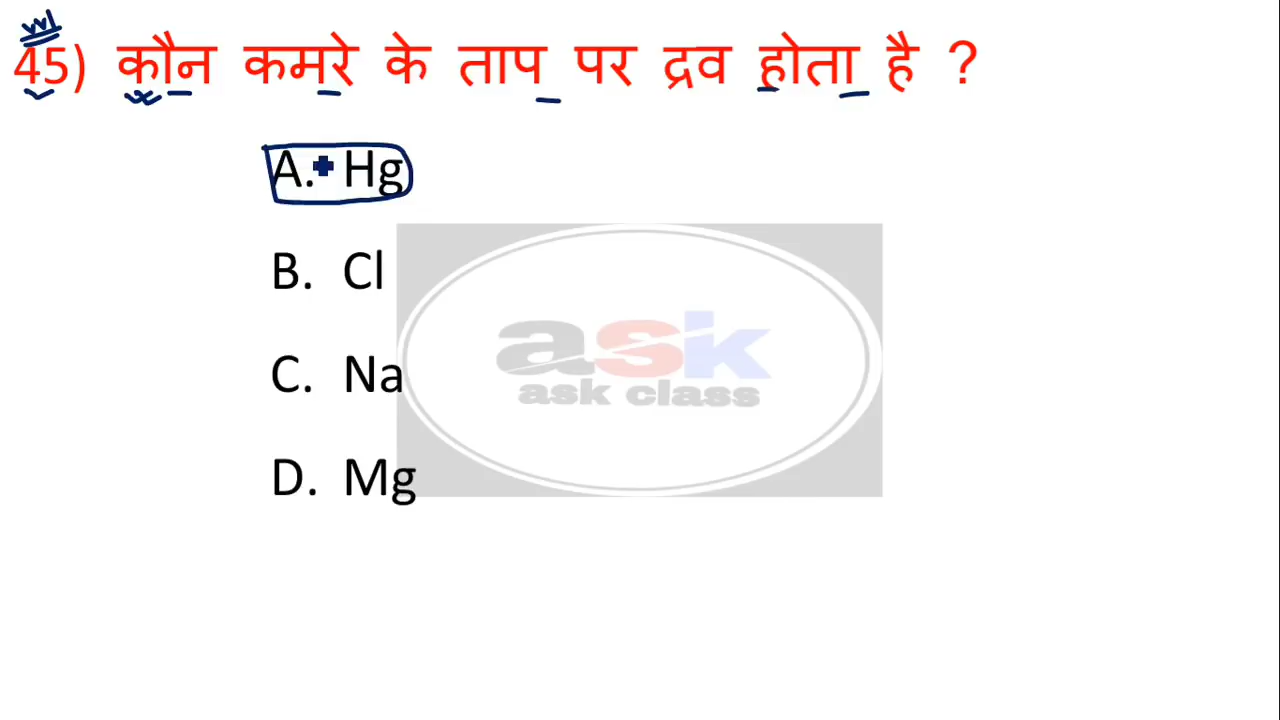 45) कौन कमरे के ताप पर द्रव होता है ?
A. Hg
B. Cl
C. Na
D. Mg
ask
ask class